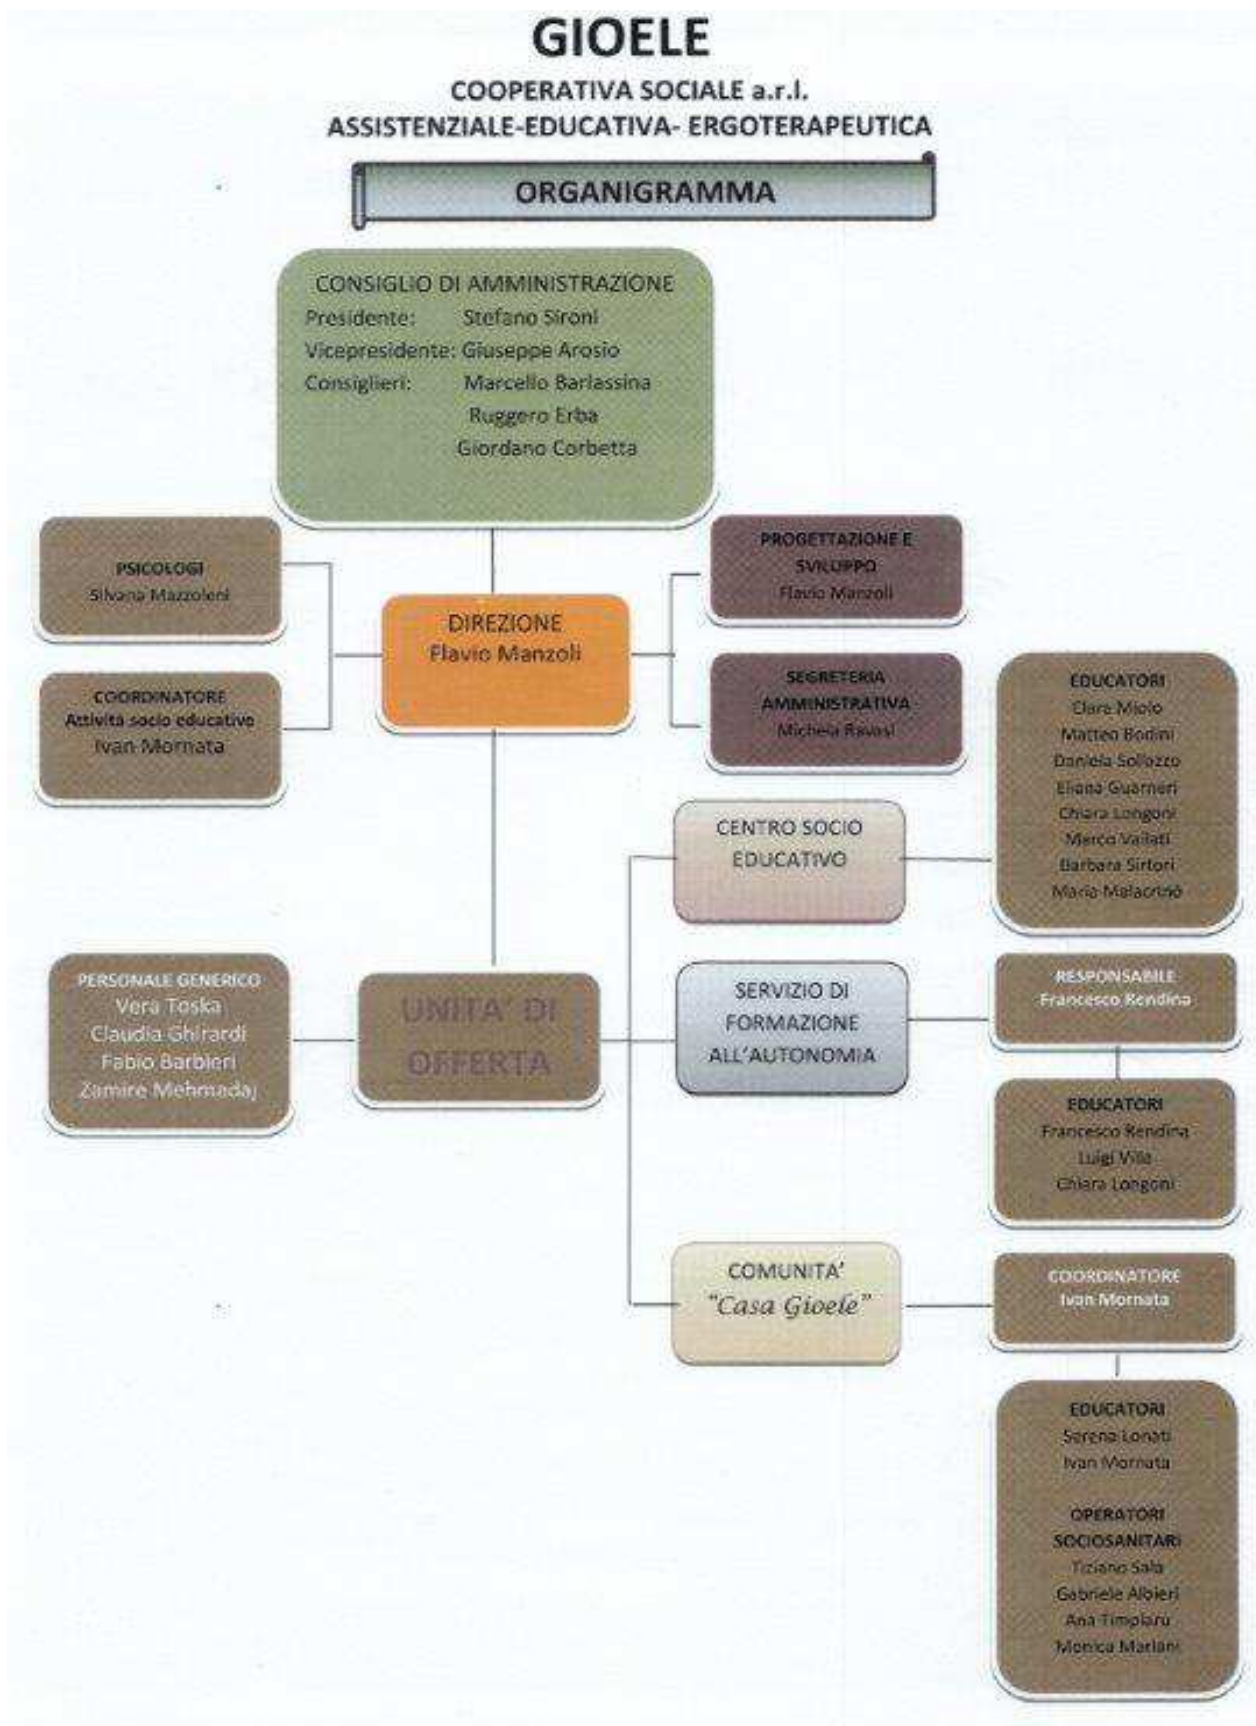 GIOELE
COOPERATIVA SOCIALE a.r.l.
ASSISTENZIALE-EDUCATIVA- ERGOTERAPEUTICA
ORGANIGRAMMA
CONSIGLIO DI AMMINISTRAZIONE
Presidente: Stefano Sironi
Vicepresidente: Giuseppe Arosio
Consiglieri: Marcello Barlassina
Ruggero Erba
Giordano Corbetta
PSICOLOGI
Silvana Mazzoleni
COORDINATORE
Attività socio educative
Ivan Mornata
DIREZIONE
Flavio Manzoli
PROGETTAZIONE E
SVILUPPO
Flavio Manzoli
SEGRETERIA
AMMINISTRATIVA
Michela Ravasi
CENTRO SOCIO
EDUCATIVO
EDUCATORI
Clara Miolo
Matteo Bodini
Daniela Sollazzo
Eliana Guarneri
Chiara Longoni
Marco Vailati
Barbara Sirtori
Maria Malacrinò
PERSONALE GENERICO
Vera Toska
Claudia Ghirardi
Fabio Barbieri
Zamire Mehmadaj
UNITA' DI
OFFERTA
SERVIZIO DI
FORMAZIONE
ALL'AUTONOMIA
RESPONSABILE
Francesco Rendina
EDUCATORI
Francesco Rendina
Luigi Villa
Chiara Longoni
COMUNITA'
"Casa Gioele"
COORDINATORE
Ivan Mornata
EDUCATORI
Serena Lonati
Ivan Mornata
OPERATORI
SOCIOSANITARI
Tiziano Sala
Gabriele Albieri
Ana Timplaru
Monica Mariani